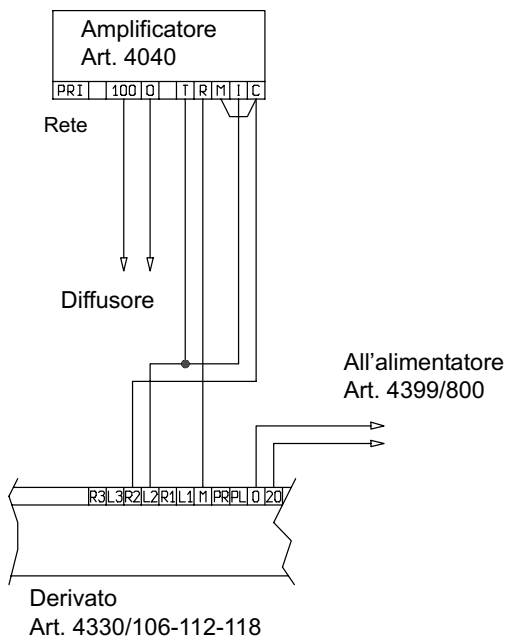 Amplificatore
Art. 4040
PRI 100 0 T R M I C
Rete
Diffusore
All'alimentatore
Art. 4399/800
R3 L3 R2 L2 R1 L1 M PR PL 0 20
Derivato
Art. 4330/106-112-118